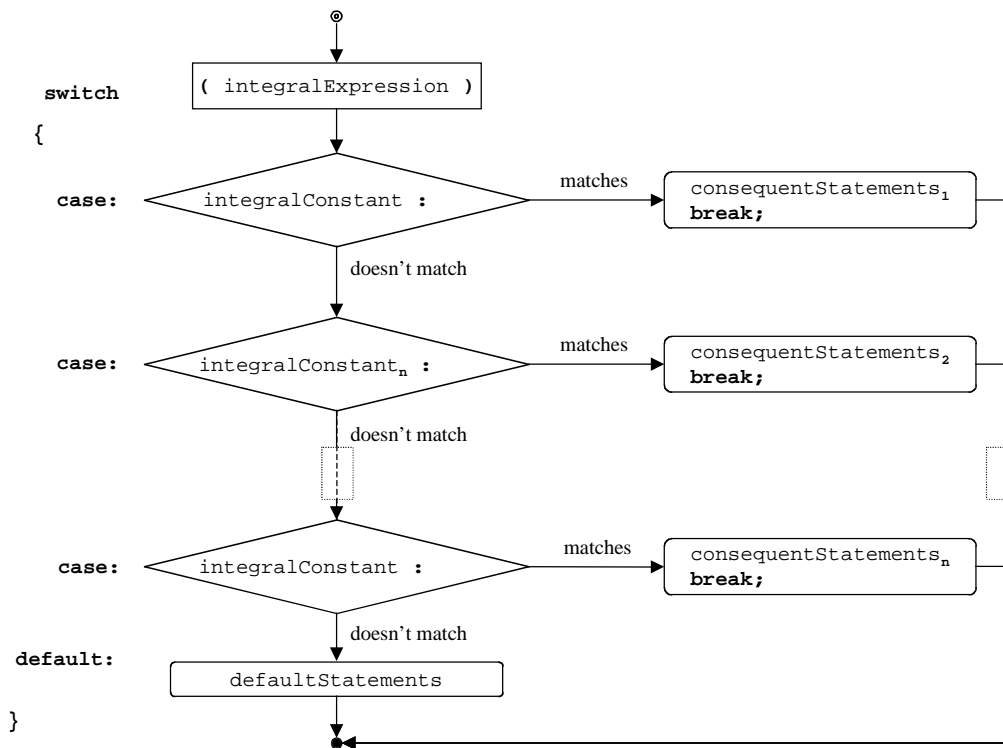 ( integralExpression )
switch
{
case:
integralConstant :
matches
consequentStatements1
break;
doesn't match
case:
integralConstantn :
matches
consequentStatements2
break;
doesn't match
case:
integralConstant :
matches
consequentStatementsn
break;
doesn't match
default:
defaultStatements
}